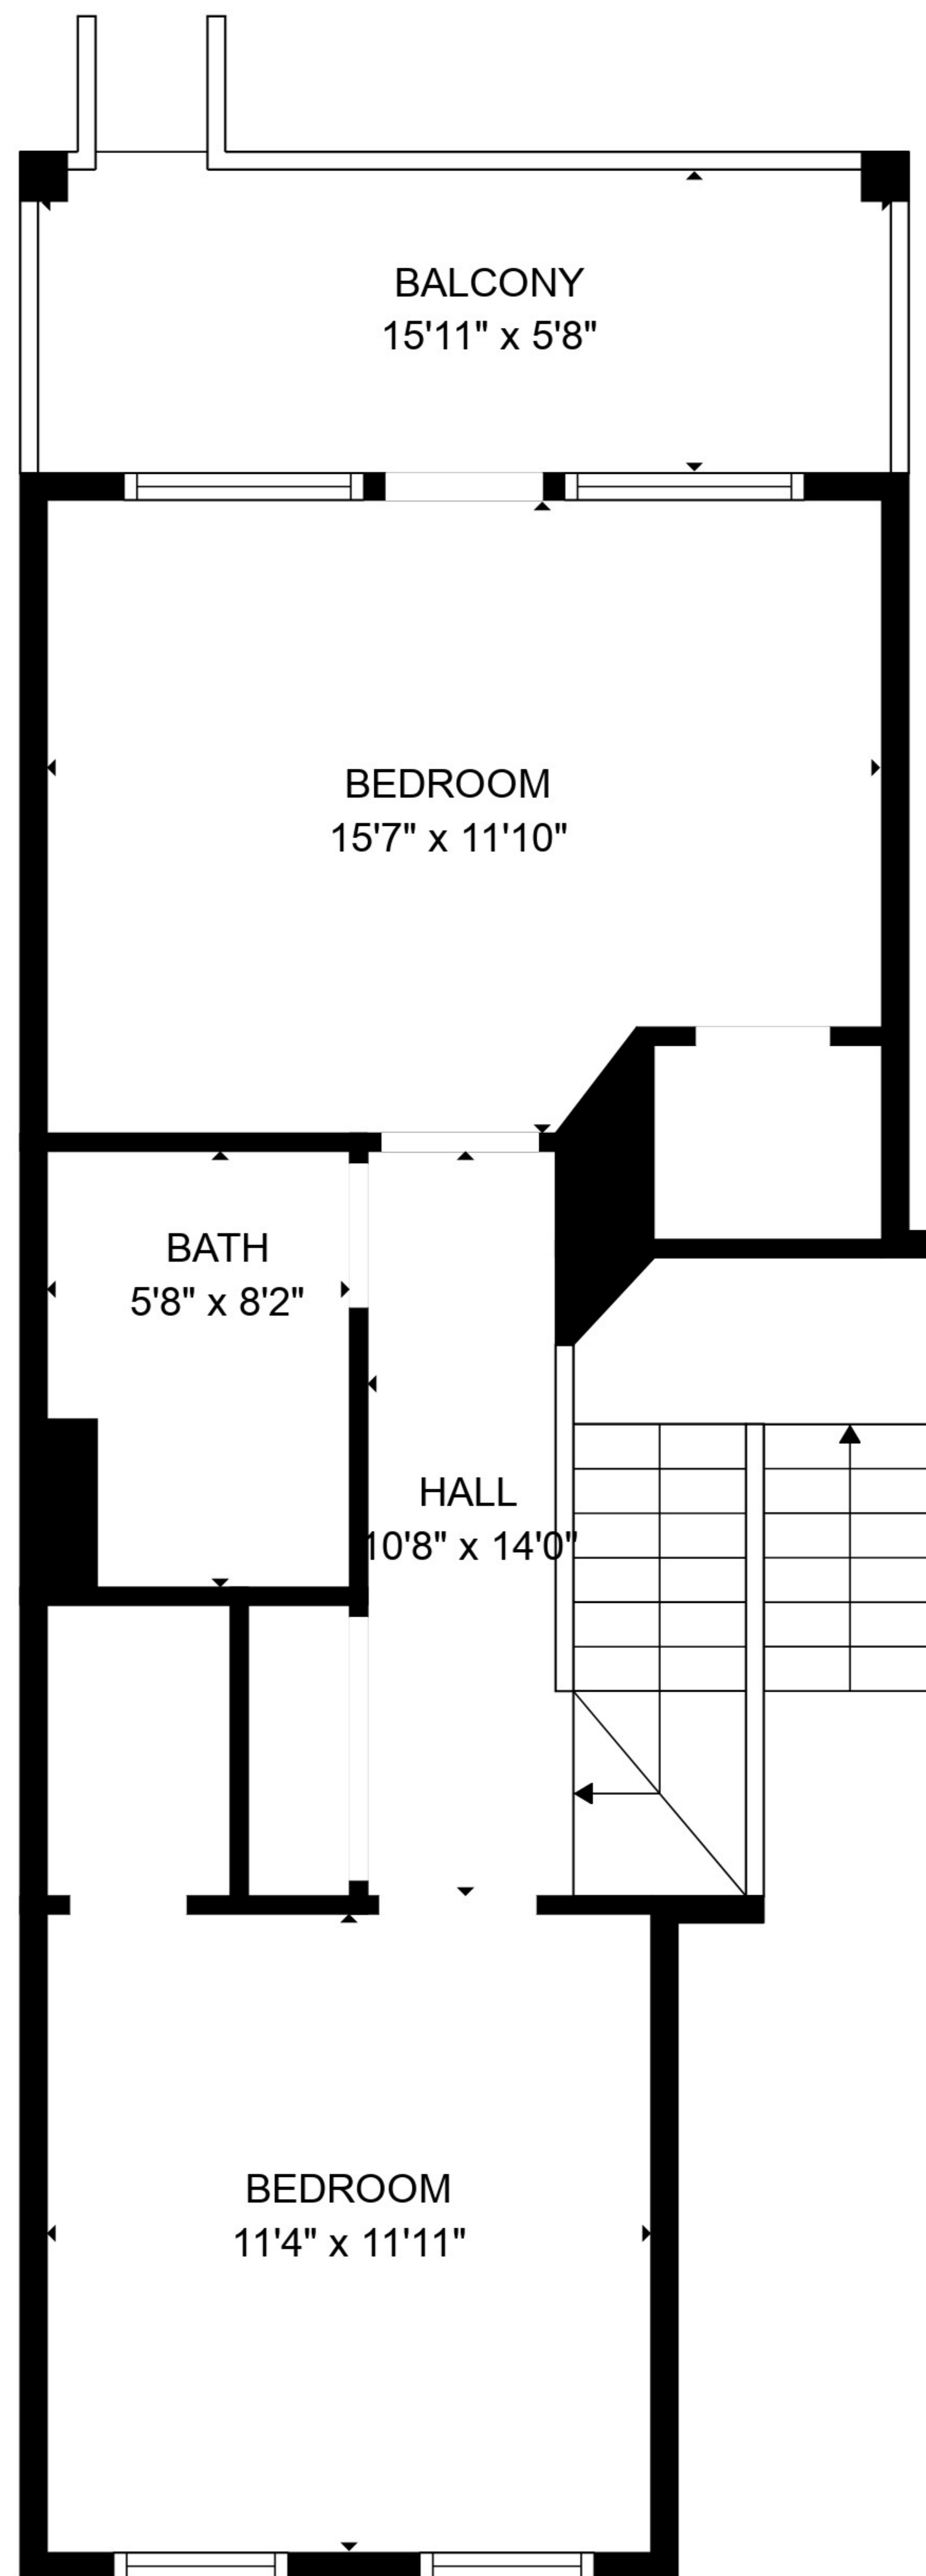 BALCONY
15'11" x 5'8"
BEDROOM
15'7" x 11'10"
BATH
5'8" x 8'2"
HALL
10'8" x 14'0"
BEDROOM
11'4" x 11'11"